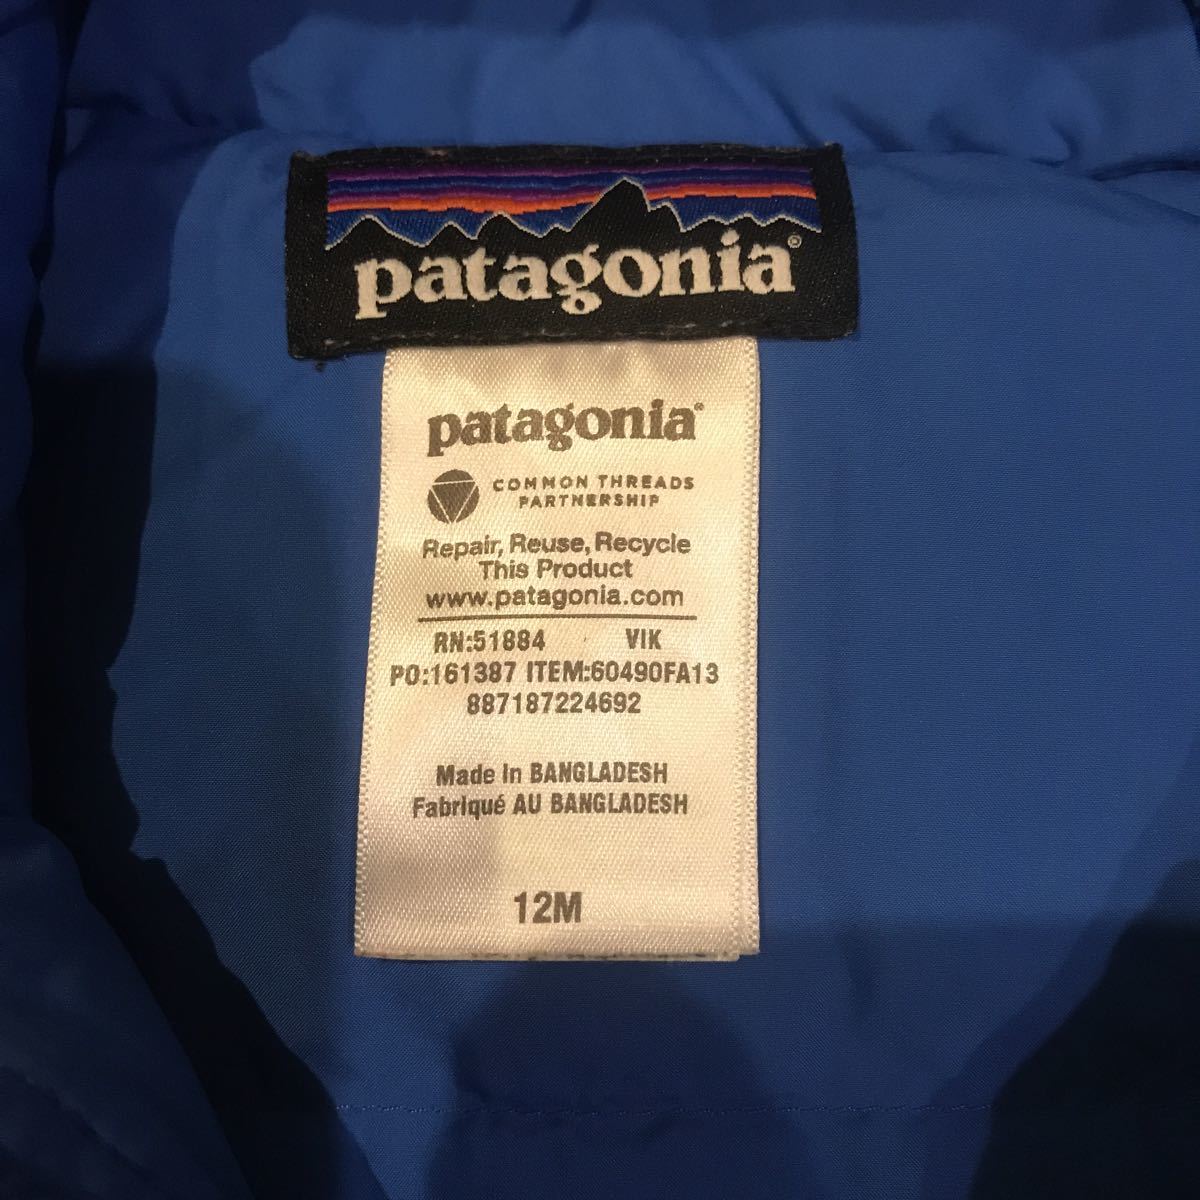 patagonia®
patagonia®
COMMON THREADS
PARTNERSHIP
Repair, Reuse, Recycle
This Product
www.patagonia.com
RN:51884 VIK
PO:161387 ITEM:60490FA13
887187224692
Made in BANGLADESH
Fabriqué AU BANGLADESH
12M